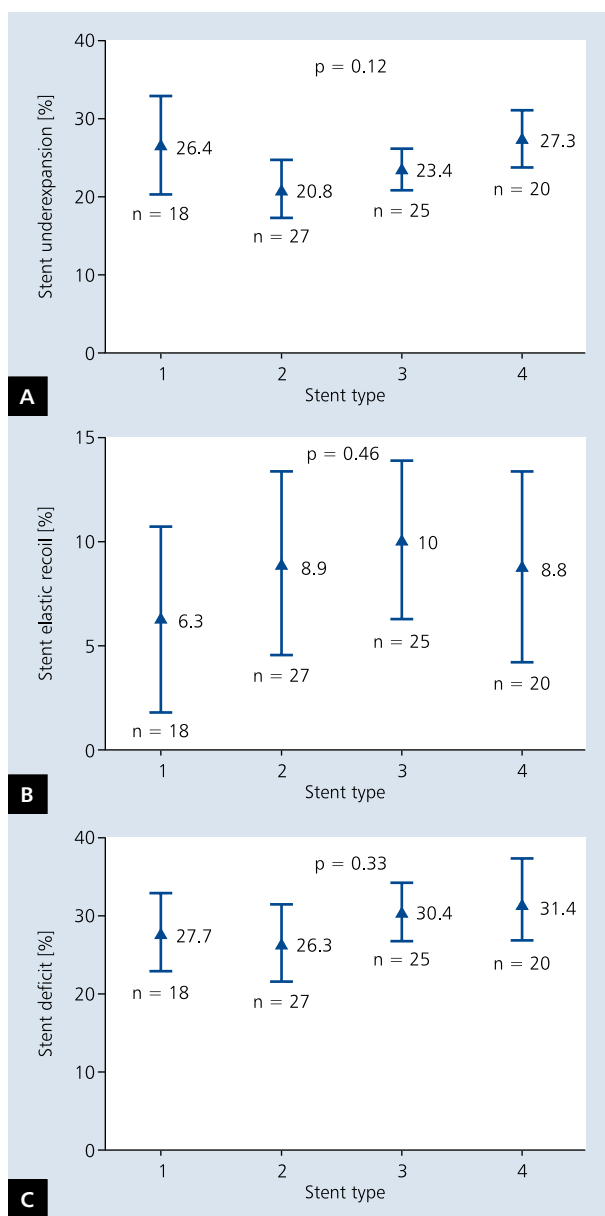 40
30
20
10
0
Stent underexpansion [%]
p = 0.12
26.4
n = 18
20.8
n = 27
23.4
n = 25
27.3
n = 20
1 2 3 4
Stent type
A
15
10
5
0
Stent elastic recoil [%]
p = 0.46
6.3
n = 18
8.9
n = 27
10
n = 25
8.8
n = 20
1 2 3 4
Stent type
B
40
30
20
10
0
Stent deficit [%]
p = 0.33
27.7
n = 18
26.3
n = 27
30.4
n = 25
31.4
n = 20
1 2 3 4
Stent type
C